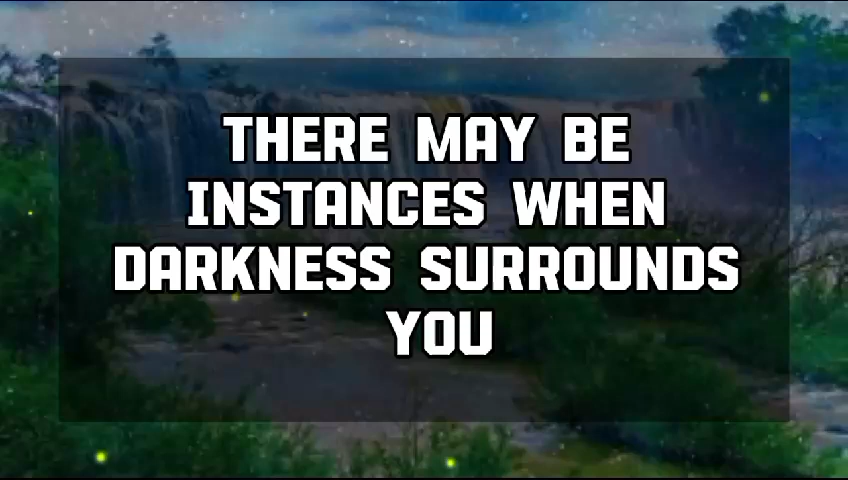 THERE MAY BE
INSTANCES WHEN
DARKNESS SURROUNDS
YOU